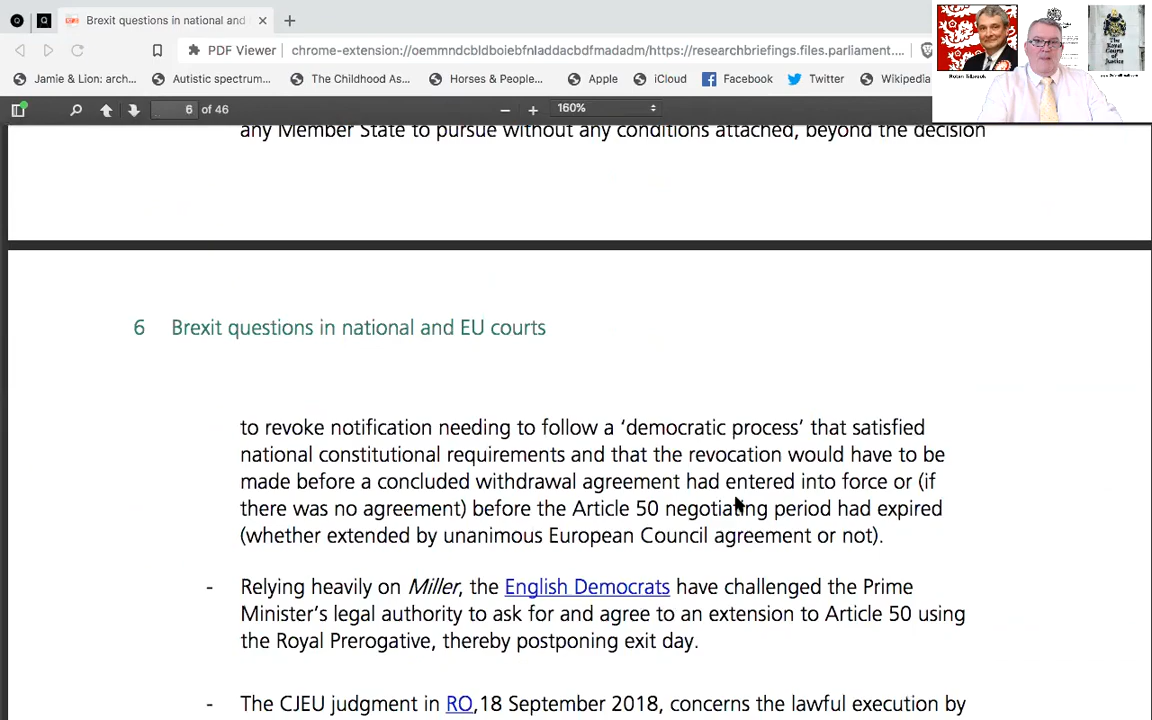 Brexit questions in national and
PDF Viewer
chrome-extension://oemmndcbldboiebfnladdacbdfmadadm/https://researchbriefings.files.parliament....
Jamie & Lion: arch...
Autistic spectrum...
The Childhood As...
Horses & People...
Apple
iCloud
Facebook
Twitter
Wikipedia
Robin Tilbrook
The Royal Courts of Justice
6 of 46
160%
any Member State to pursue without any conditions attached, beyond the decision
6 Brexit questions in national and EU courts
to revoke notification needing to follow a ‘democratic process’ that satisfied
national constitutional requirements and that the revocation would have to be
made before a concluded withdrawal agreement had entered into force or (if
there was no agreement) before the Article 50 negotiating period had expired
(whether extended by unanimous European Council agreement or not).
- Relying heavily on Miller, the English Democrats have challenged the Prime
Minister’s legal authority to ask for and agree to an extension to Article 50 using
the Royal Prerogative, thereby postponing exit day.
- The CJEU judgment in RO,18 September 2018, concerns the lawful execution by